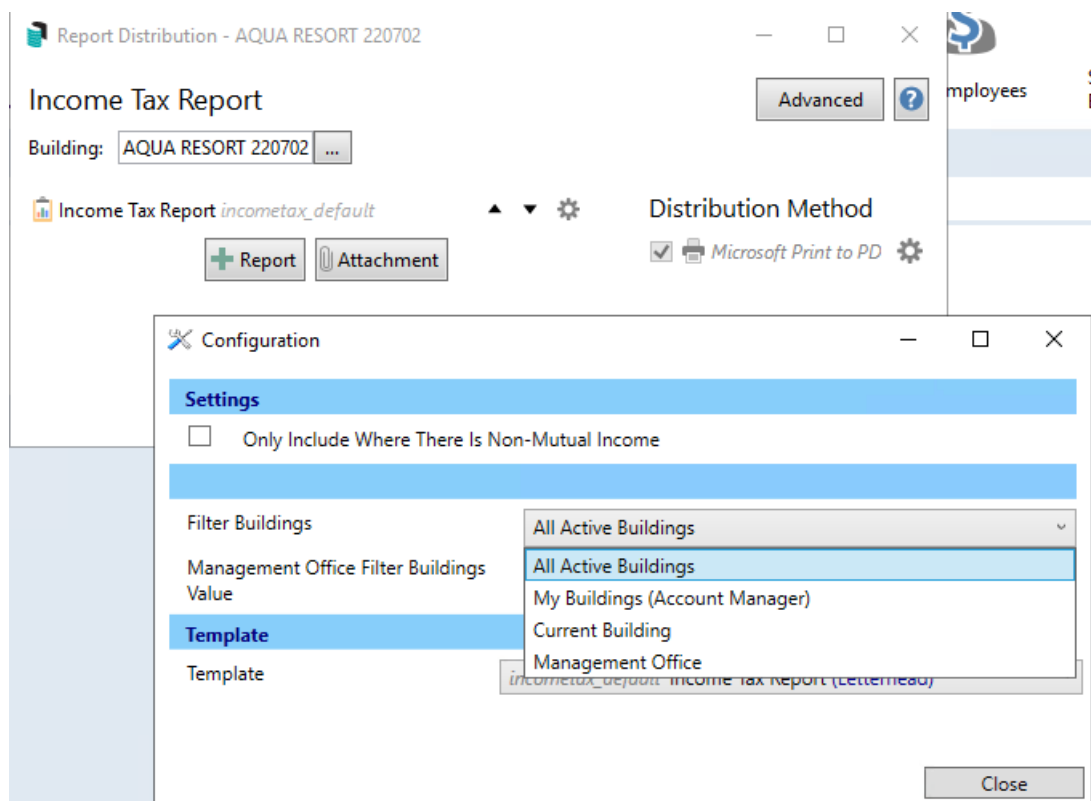 Report Distribution - AQUA RESORT 220702
Income Tax Report
Advanced
?
mployees
Building:
AQUA RESORT 220702
...
Income Tax Report incometax_default
Distribution Method
Report
Attachment
Microsoft Print to PD
Configuration
Settings
Only Include Where There Is Non-Mutual Income
Filter Buildings
All Active Buildings
Management Office Filter Buildings
Value
All Active Buildings
My Buildings (Account Manager)
Current Building
Management Office
Template
Template
incometax_default Income Tax Report (Letterhead)
Close